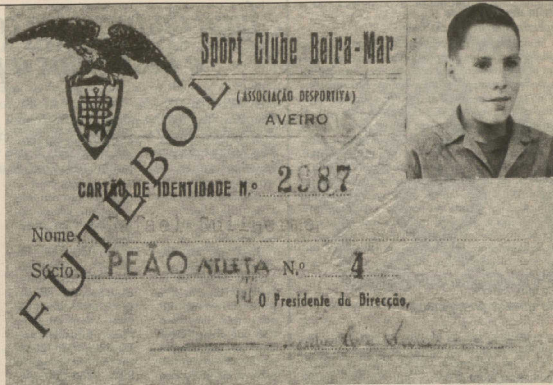 Sport Clube Beira-Mar
(ASSOCIAÇÃO DESPORTIVA)
AVEIRO
FUTEBOL
CARTÃO DE IDENTIDADE N.º 2987
Nome
Sócio PEÃO ATLETA N.º 4
O Presidente da Direcção,